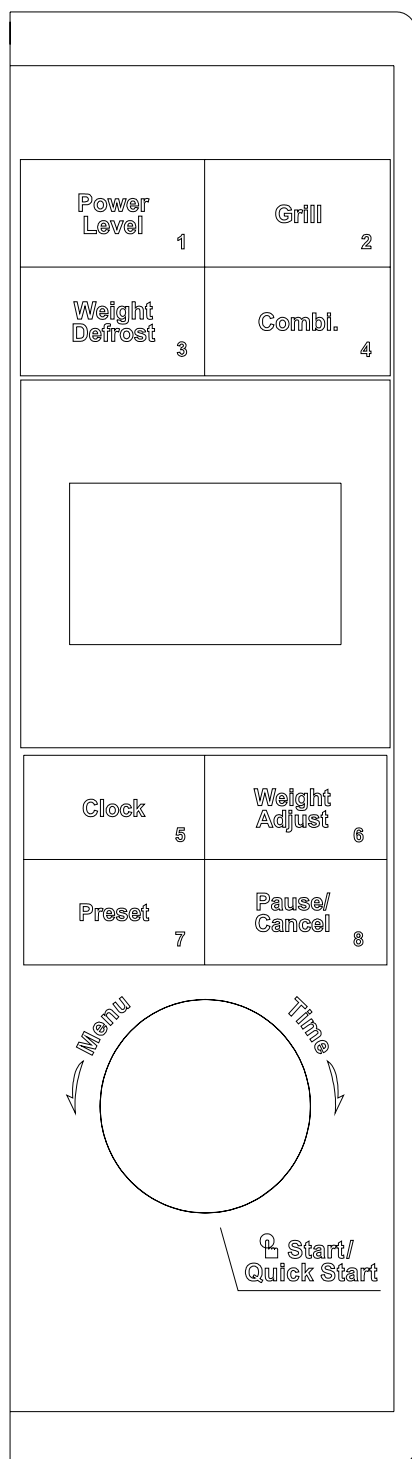 Power
Level
1
Grill
2
Weight
Defrost
3
Combi.
4
Clock
5
Weight
Adjust
6
Preset
7
Pause/
Cancel
8
Menu
Time
Start/
Quick Start